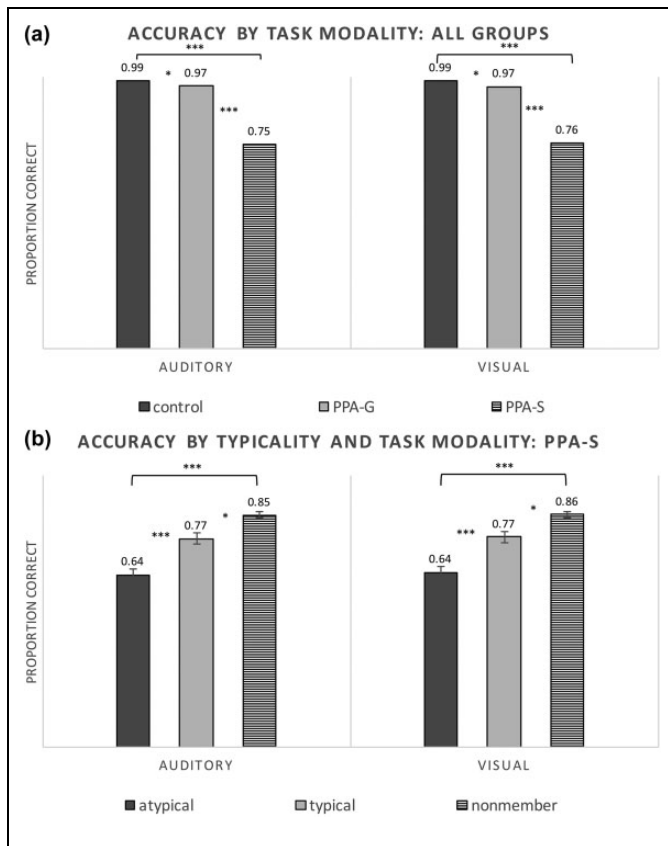 (a) ACCURACY BY TASK MODALITY: ALL GROUPS
*** ***
0.99 * 0.97 *** 0.75 0.99 * 0.97 *** 0.76
PROPORTION CORRECT
AUDITORY VISUAL
control PPA-G PPA-S
(b) ACCURACY BY TYPICALITY AND TASK MODALITY: PPA-S
*** ***
0.64 *** 0.77 * 0.85 0.64 *** 0.77 * 0.86
PROPORTION CORRECT
AUDITORY VISUAL
atypical typical nonmember